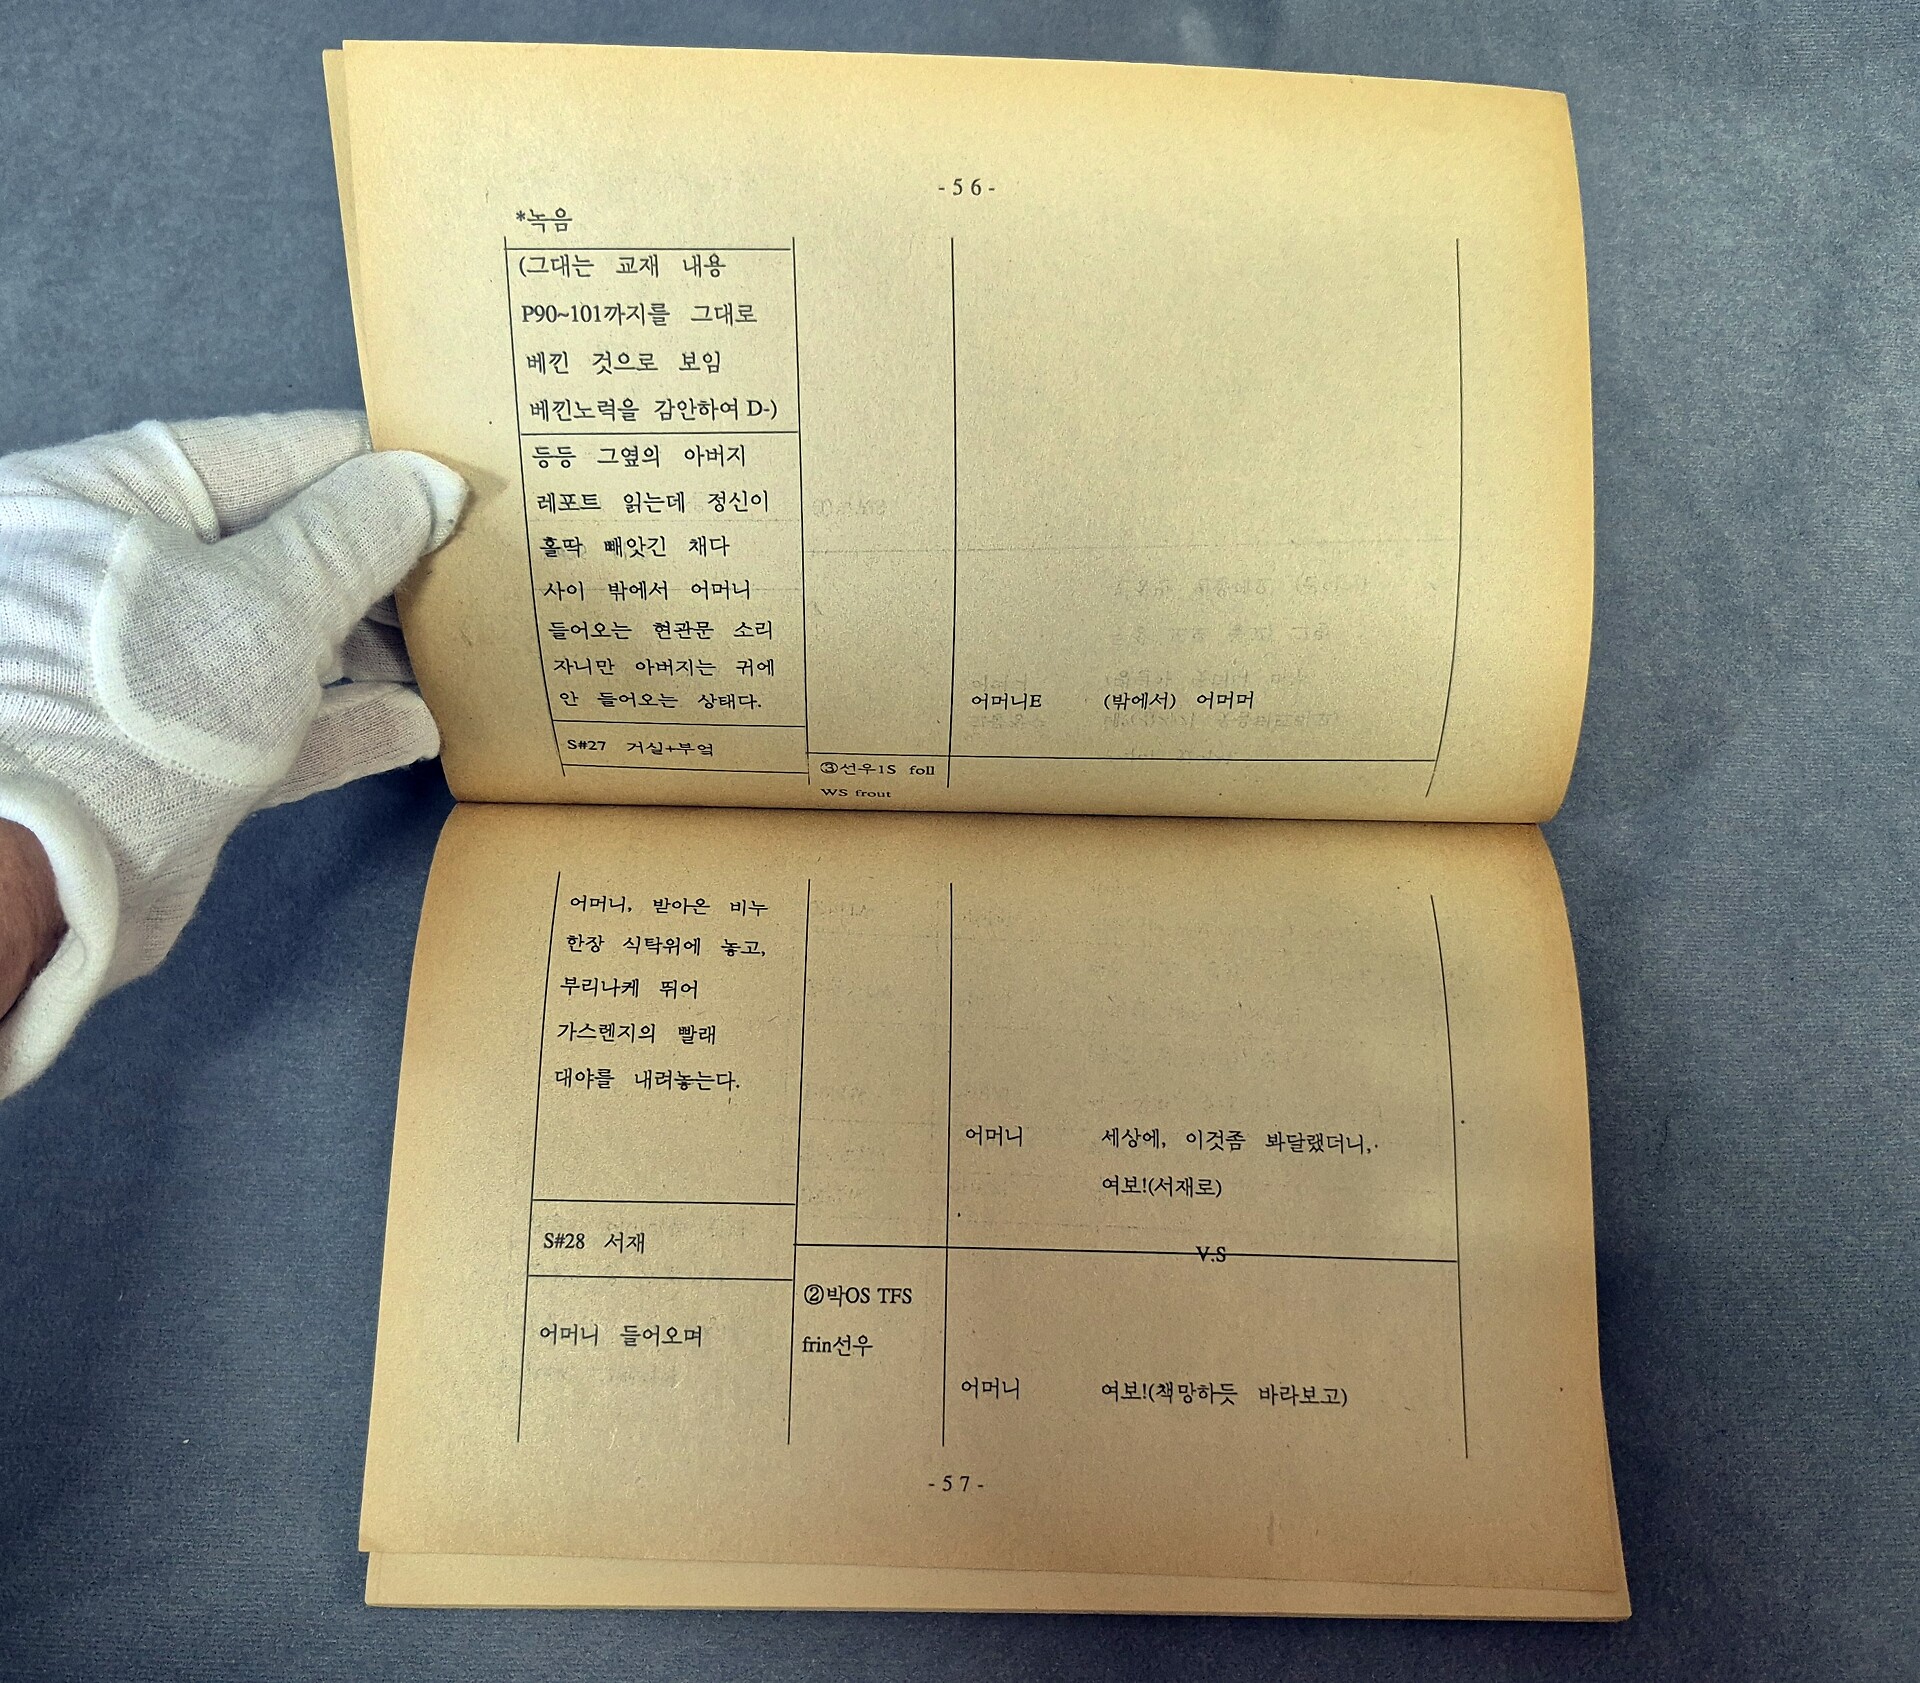 - 5 6 -
*녹음
(그대는 교재 내용
P90~101까지를 그대로
베낀 것으로 보임
베낀노력을 감안하여 D-)
등등 그옆의 아버지
레포트 읽는데 정신이
홀딱 빼앗긴 채다
사이 밖에서 어머니
들어오는 현관문 소리
자니만 아버지는 귀에
안 들어오는 상태다.
어머니E (밖에서) 어머머
S#27 거실+부엌
③선우1S foll
WS frout
어머니, 받아온 비누
한장 식탁위에 놓고,
부리나케 뛰어
가스렌지의 빨래
대야를 내려놓는다.
어머니 세상에, 이것좀 봐달랬더니,
여보!(서재로)
S#28 서재
V.S
②박OS TFS
frin선우
어머니 들어오며
어머니 여보!(책망하듯 바라보고)
- 5 7 -